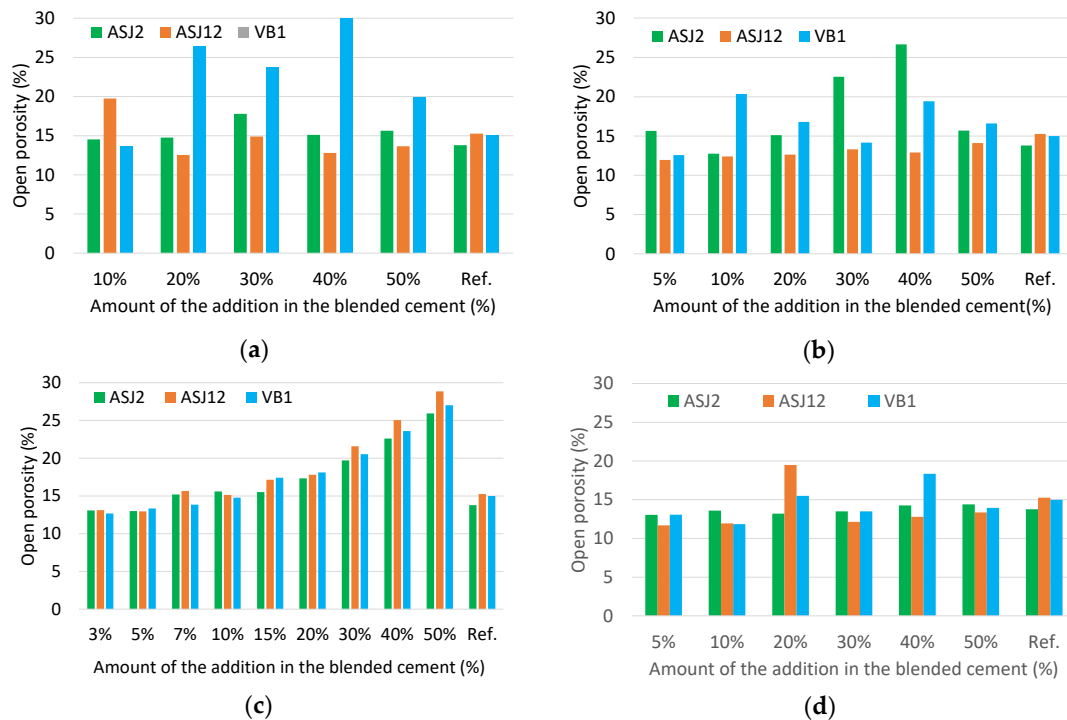 30
25
20
15
10
5
0
Open porosity (%)
ASJ2 ASJ12 VB1
10% 20% 30% 40% 50% Ref.
Amount of the addition in the blended cement (%)
(a)
30
25
20
15
10
5
0
Open porosity (%)
ASJ2 ASJ12 VB1
5% 10% 20% 30% 40% 50% Ref.
Amount of the addition in the blended cement(%)
(b)
30
25
20
15
10
5
0
Open porosity (%)
ASJ2 ASJ12 VB1
3% 5% 7% 10% 15% 20% 30% 40% 50% Ref.
Amount of the addition in the blended cement (%)
(c)
30
25
20
15
10
5
0
Open porosity (%)
ASJ2 ASJ12 VB1
5% 10% 20% 30% 40% 50% Ref.
Amount of the addition in the blended cement (%)
(d)